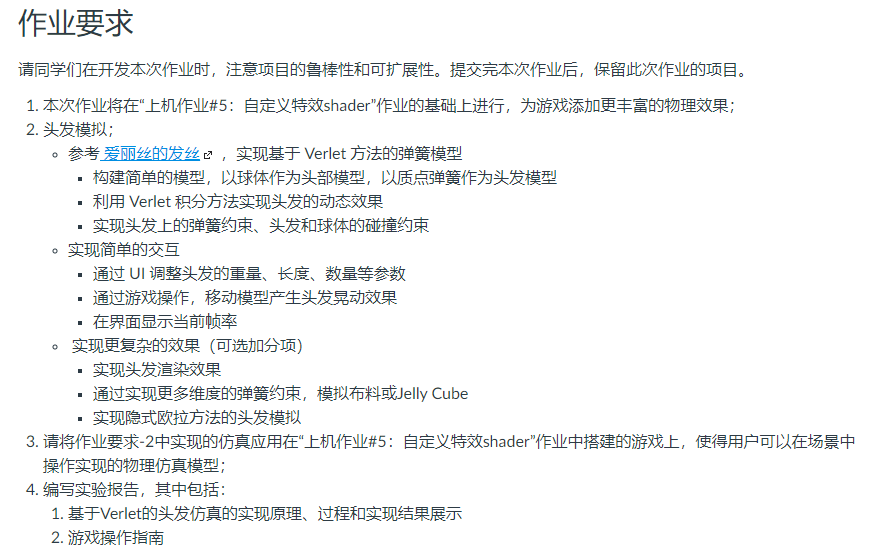 作业要求
请同学们在开发本次作业时，注意项目的鲁棒性和可扩展性。提交完本次作业后，保留此次作业的项目。
1. 本次作业将在“上机作业#5：自定义特效shader”作业的基础上进行，为游戏添加更丰富的物理效果；
2. 头发模拟；
参考 爱丽丝的发丝 ，实现基于 Verlet 方法的弹簧模型
构建简单的模型，以球体作为头部模型，以质点弹簧作为头发模型
利用 Verlet 积分方法实现头发的动态效果
实现头发上的弹簧约束、头发和球体的碰撞约束
实现简单的交互
通过 UI 调整头发的重量、长度、数量等参数
通过游戏操作，移动模型产生头发晃动效果
在界面显示当前帧率
实现更复杂的效果（可选加分项）
实现头发渲染效果
通过实现更多维度的弹簧约束，模拟布料或Jelly Cube
实现隐式欧拉方法的头发模拟
3. 请将作业要求-2中实现的仿真应用在“上机作业#5：自定义特效shader”作业中搭建的游戏上，使得用户可以在场景中
操作实现的物理仿真模型；
4. 编写实验报告，其中包括：
1. 基于Verlet的头发仿真的实现原理、过程和实现结果展示
2. 游戏操作指南